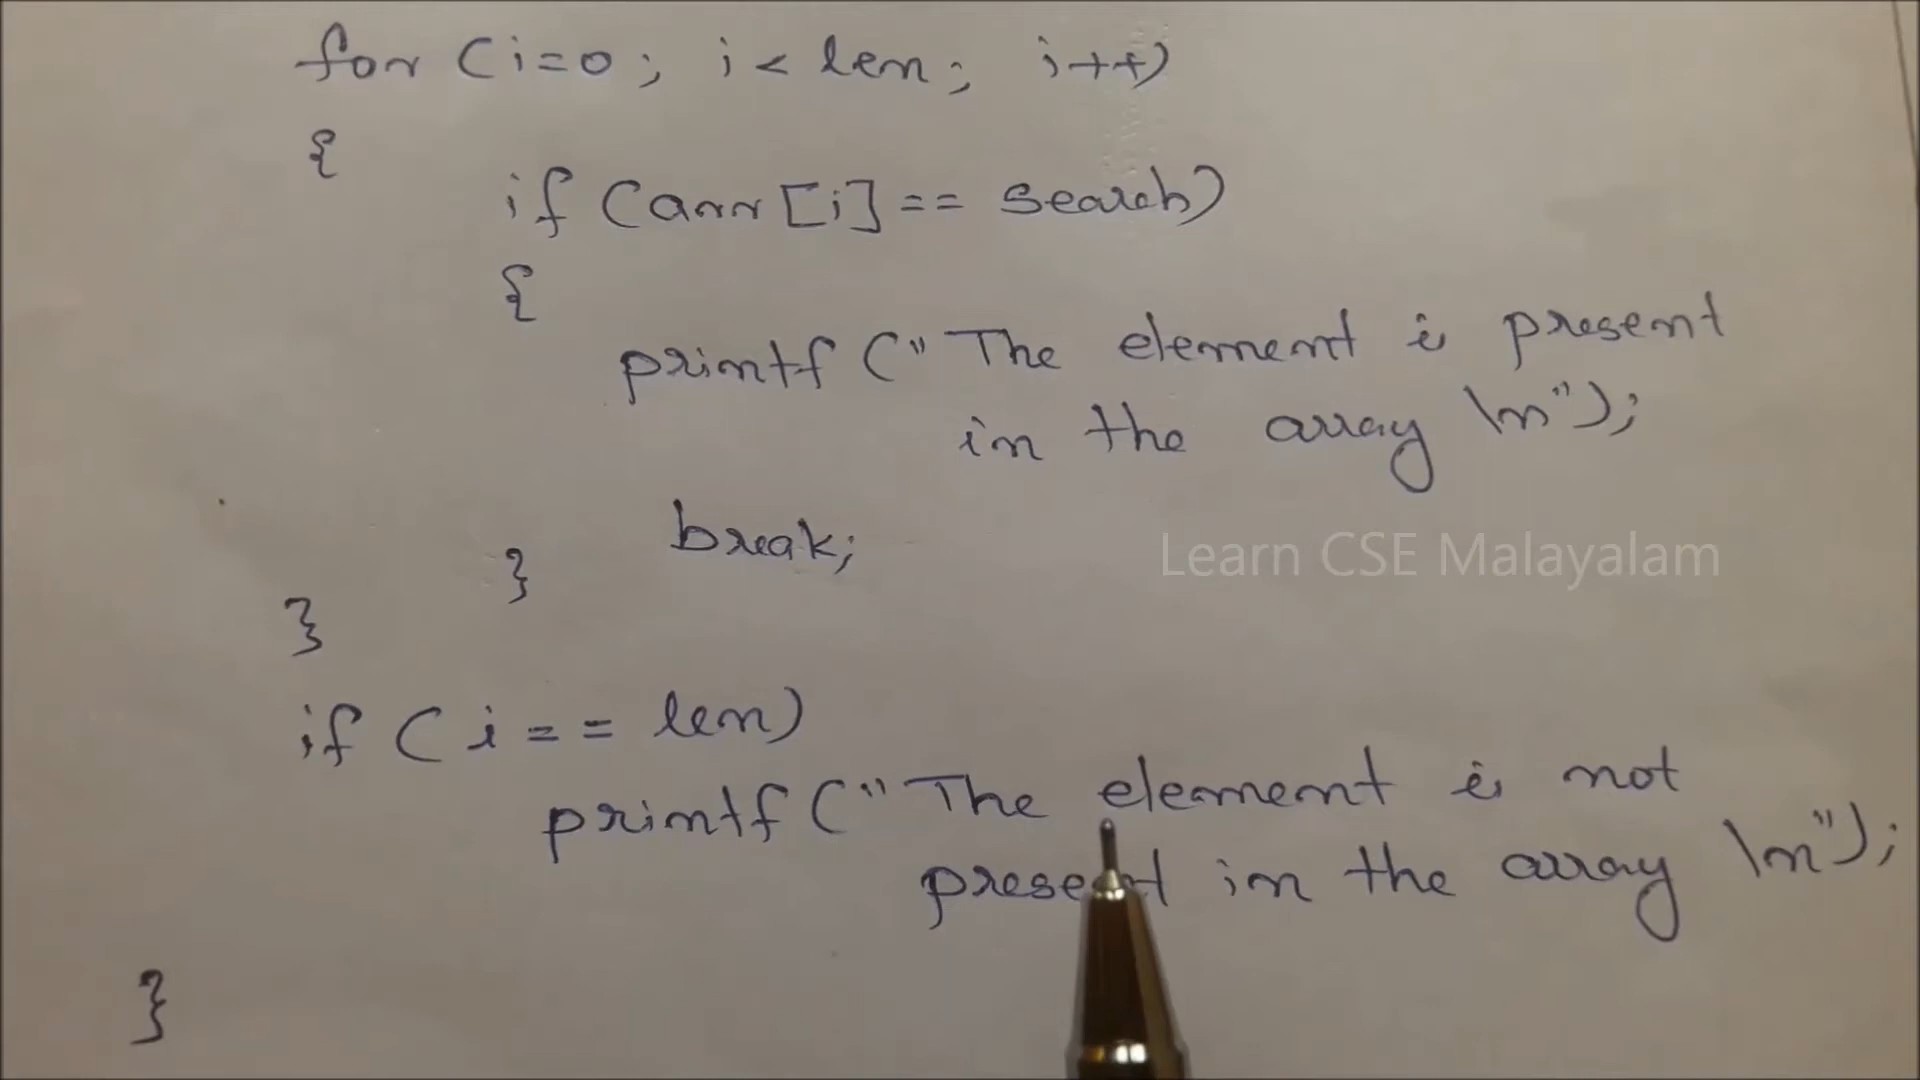 for (i=0; i< len; i++)
{
if (arr[i]== search)
{
printf ("The element is present
in the array \n");
break;
}
}
Learn CSE Malayalam
if (i== len)
printf ("The element is not
present in the array \n");
}